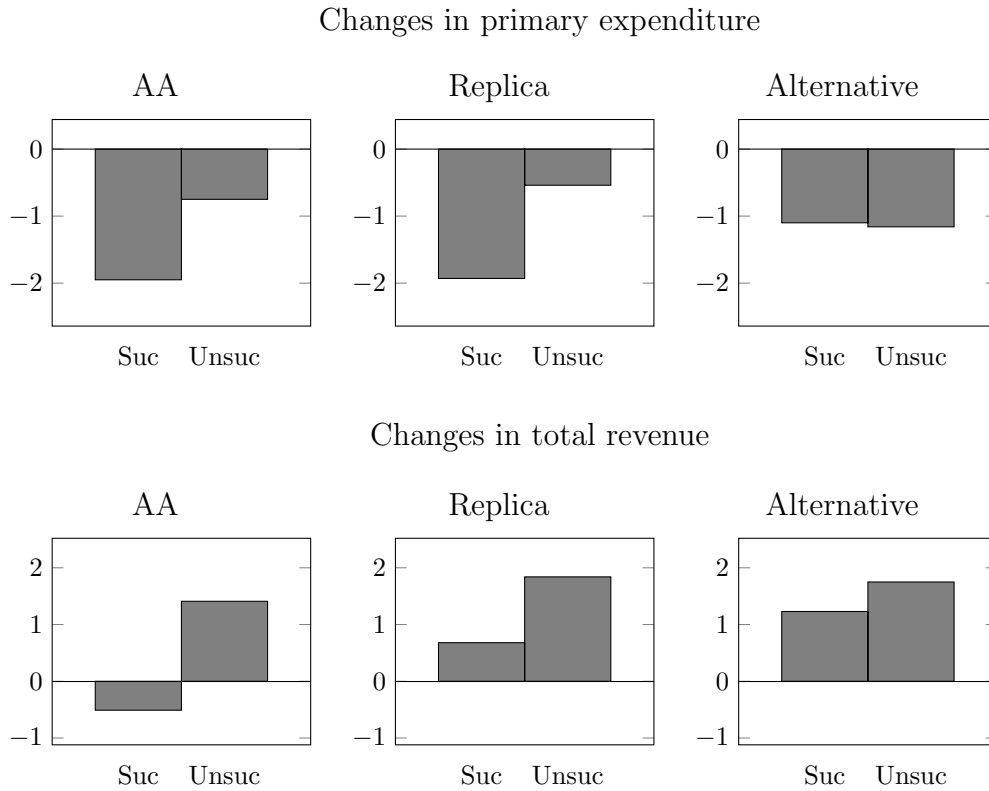 Changes in primary expenditure
AA Replica Alternative
0 0 0
−1 −1 −1
−2 −2 −2
Suc Unsuc Suc Unsuc Suc Unsuc
Changes in total revenue
AA Replica Alternative
2 2 2
1 1 1
0 0 0
−1 −1 −1
Suc Unsuc Suc Unsuc Suc Unsuc